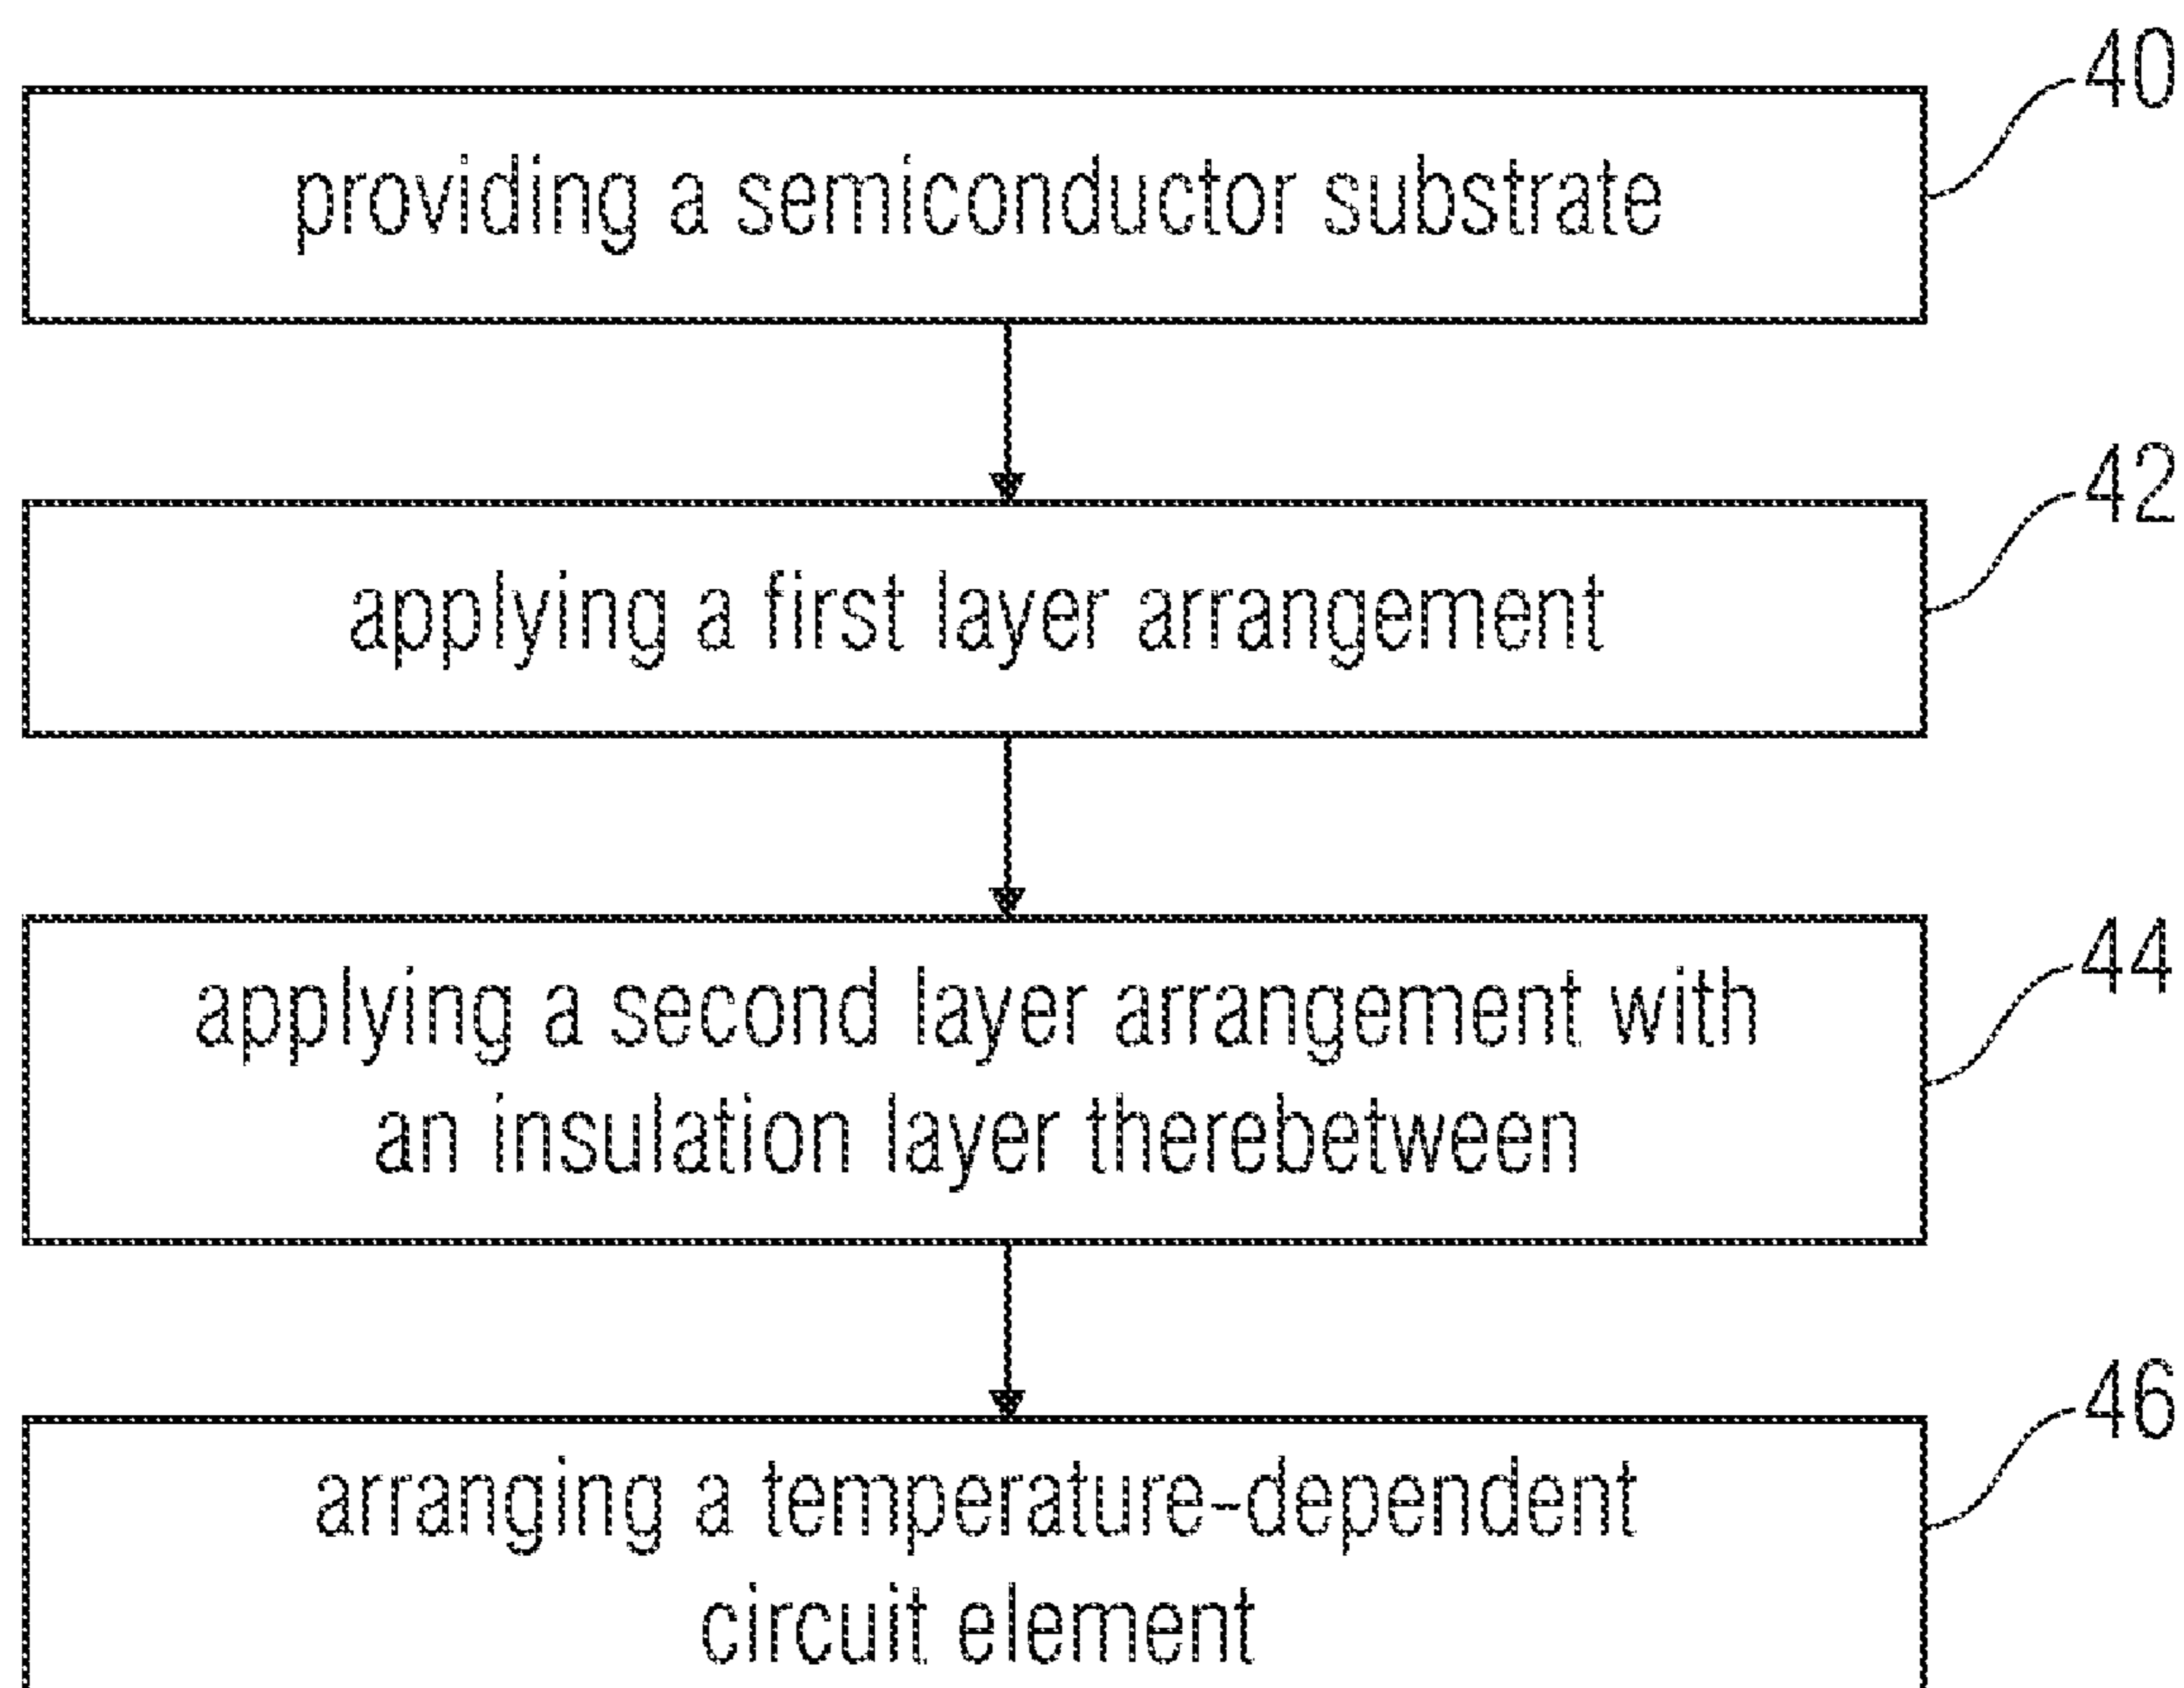 40
providing a semiconductor substrate
42
applying a first layer arrangement
44
applying a second layer arrangement with
an insulation layer therebetween
46
arranging a temperature-dependent
circuit element